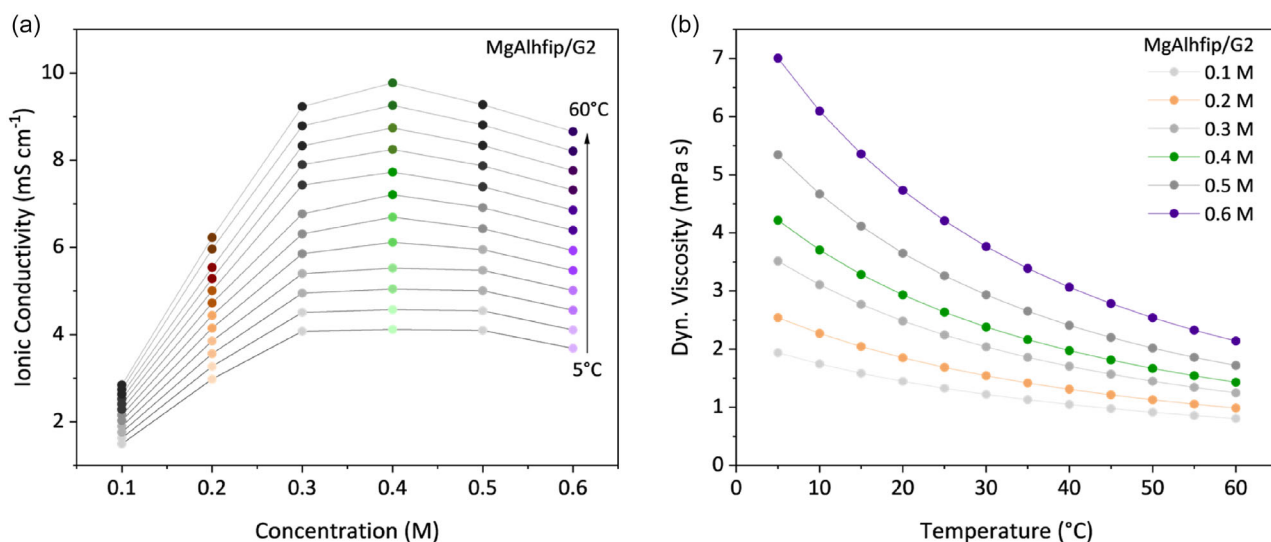 (a)
MgAlhfip/G2
10
8
6
4
2
Ionic Conductivity (mS cm⁻¹)
60°C
5°C
0.1 0.2 0.3 0.4 0.5 0.6
Concentration (M)
(b)
MgAlhfip/G2
0.1 M
0.2 M
0.3 M
0.4 M
0.5 M
0.6 M
7
6
5
4
3
2
1
0
Dyn. Viscosity (mPa s)
0 10 20 30 40 50 60
Temperature (°C)